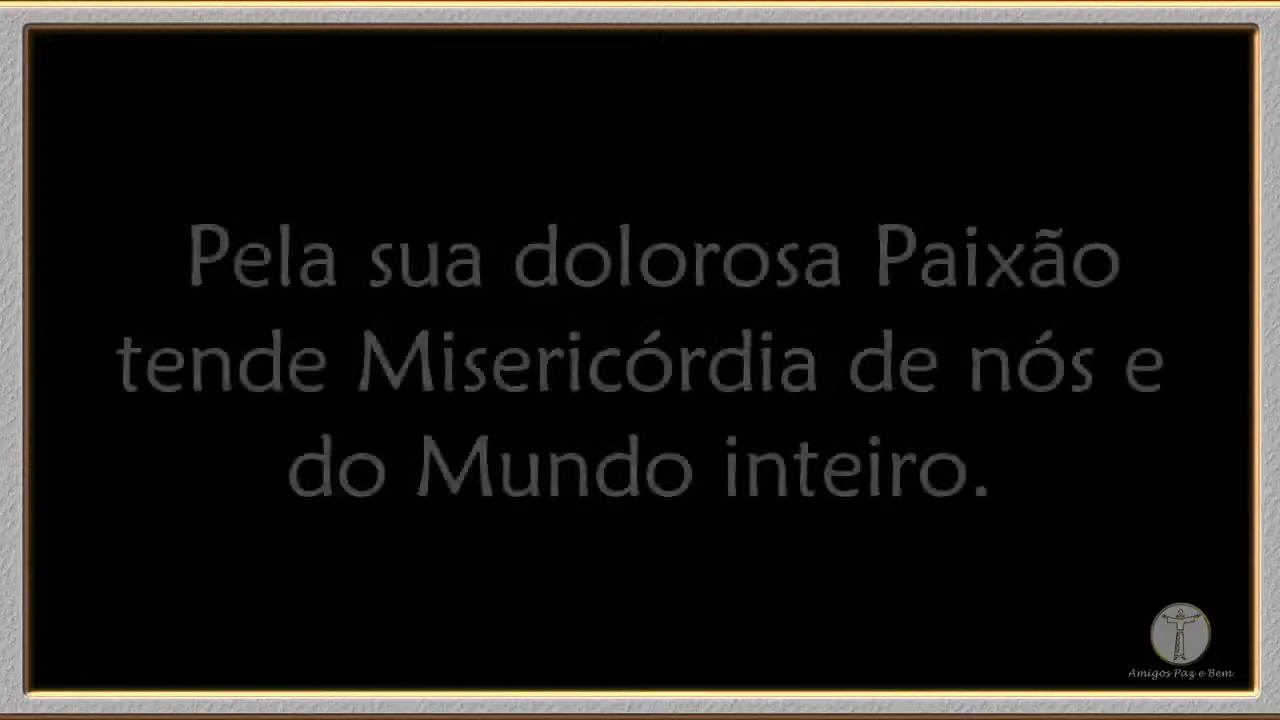 Pela sua dolorosa Paixão
tende Misericórdia de nós e
do Mundo inteiro.
Amigos Paz e Bem